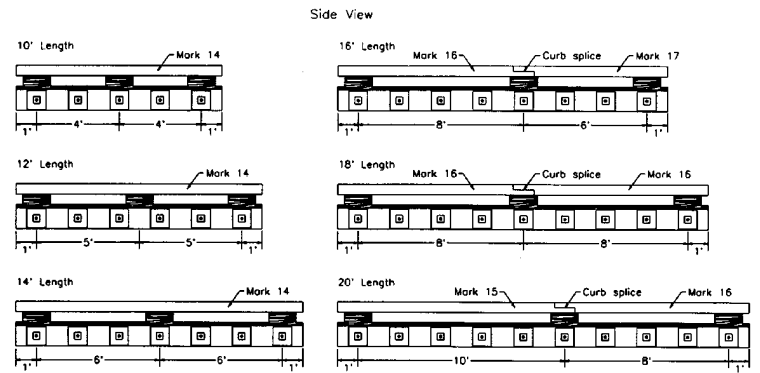 Side View
10' Length
Mark 14
1' 4' 4' 1'
12' Length
Mark 14
1' 5' 5' 1'
14' Length
Mark 14
1' 6' 6' 1'
16' Length
Mark 16 Curb splice Mark 17
1' 8' 6' 1'
18' Length
Mark 16 Curb splice Mark 16
1' 8' 8' 1'
20' Length
Mark 15 Curb splice Mark 16
1' 10' 8' 1'